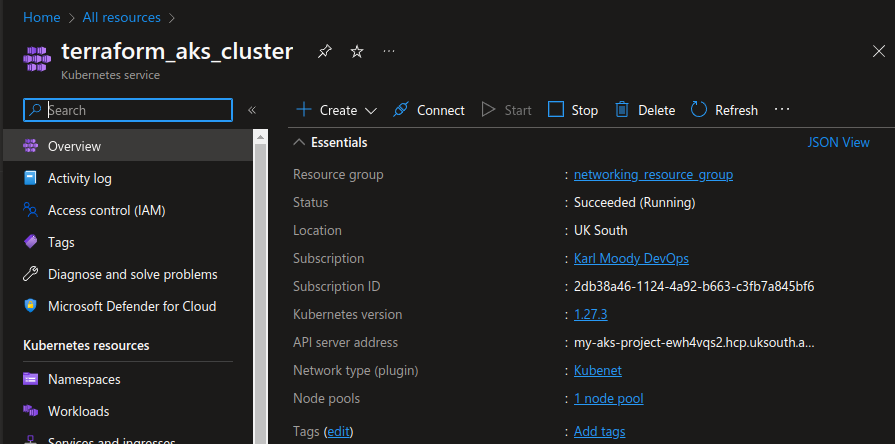 Home > All resources >
terraform_aks_cluster
Kubernetes service
Search
«
Create
Connect
Start
Stop
Delete
Refresh
Overview
Activity log
Access control (IAM)
Tags
Diagnose and solve problems
Microsoft Defender for Cloud
Kubernetes resources
Namespaces
Workloads
Services and ingresses
Essentials
JSON View
Resource group : networking_resource_group
Status : Succeeded (Running)
Location : UK South
Subscription : Karl Moody DevOps
Subscription ID : 2db38a46-1124-4a92-b663-c3fb7a845bf6
Kubernetes version : 1.27.3
API server address : my-aks-project-ewh4vqs2.hcp.uksouth.a...
Network type (plugin) : Kubenet
Node pools : 1 node pool
Tags (edit) : Add tags